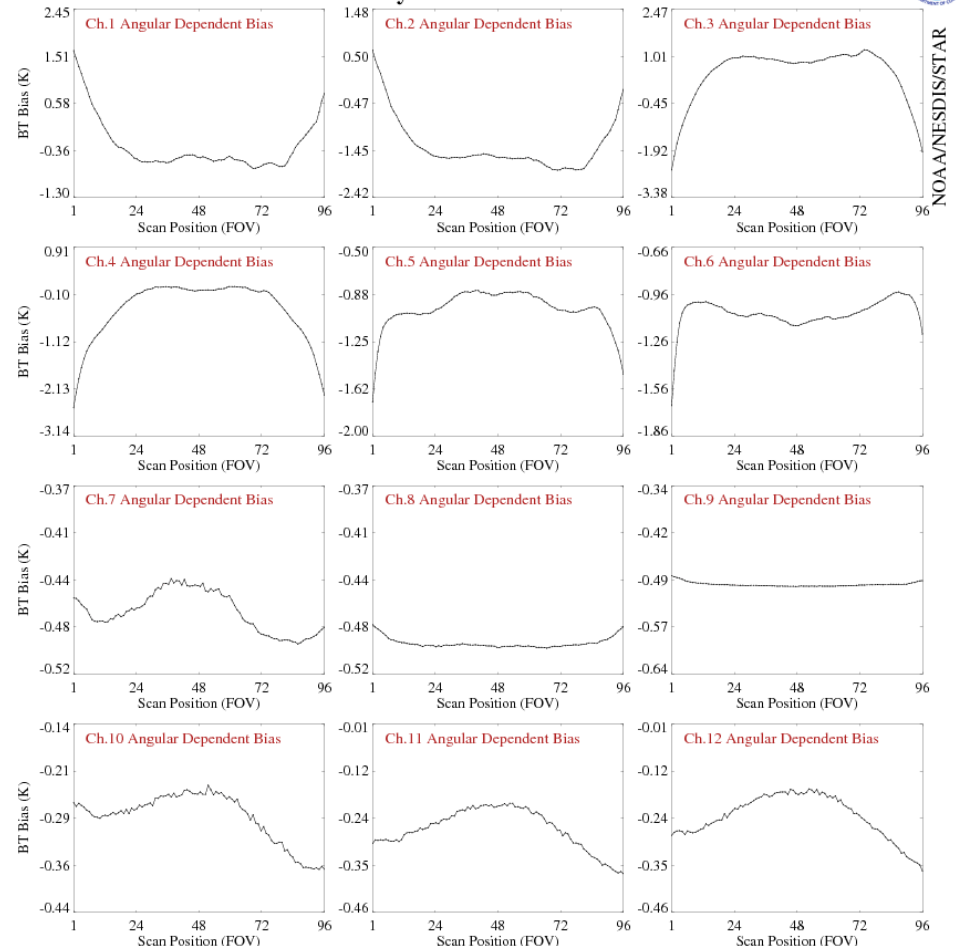 2.45
Ch.1 Angular Dependent Bias
1.51
0.58
-0.36
-1.30
BT Bias (K)
1 24 48 72 96
Scan Position (FOV)
1.48
Ch.2 Angular Dependent Bias
0.50
-0.47
-1.45
-2.42
1 24 48 72 96
Scan Position (FOV)
2.47
Ch.3 Angular Dependent Bias
1.01
-0.45
-1.92
-3.38
1 24 48 72 96
Scan Position (FOV)
NOAA/NESDIS/STAR
0.91
Ch.4 Angular Dependent Bias
-0.10
-1.12
-2.13
-3.14
BT Bias (K)
1 24 48 72 96
Scan Position (FOV)
-0.50
Ch.5 Angular Dependent Bias
-0.88
-1.25
-1.62
-2.00
1 24 48 72 96
Scan Position (FOV)
-0.66
Ch.6 Angular Dependent Bias
-0.96
-1.26
-1.56
-1.86
1 24 48 72 96
Scan Position (FOV)
-0.37
Ch.7 Angular Dependent Bias
-0.41
-0.44
-0.48
-0.52
BT Bias (K)
1 24 48 72 96
Scan Position (FOV)
-0.37
Ch.8 Angular Dependent Bias
-0.41
-0.44
-0.48
-0.52
1 24 48 72 96
Scan Position (FOV)
-0.34
Ch.9 Angular Dependent Bias
-0.42
-0.49
-0.57
-0.64
1 24 48 72 96
Scan Position (FOV)
-0.14
Ch.10 Angular Dependent Bias
-0.21
-0.29
-0.36
-0.44
BT Bias (K)
1 24 48 72 96
Scan Position (FOV)
-0.01
Ch.11 Angular Dependent Bias
-0.12
-0.24
-0.35
-0.46
1 24 48 72 96
Scan Position (FOV)
-0.01
Ch.12 Angular Dependent Bias
-0.12
-0.24
-0.35
-0.46
1 24 48 72 96
Scan Position (FOV)